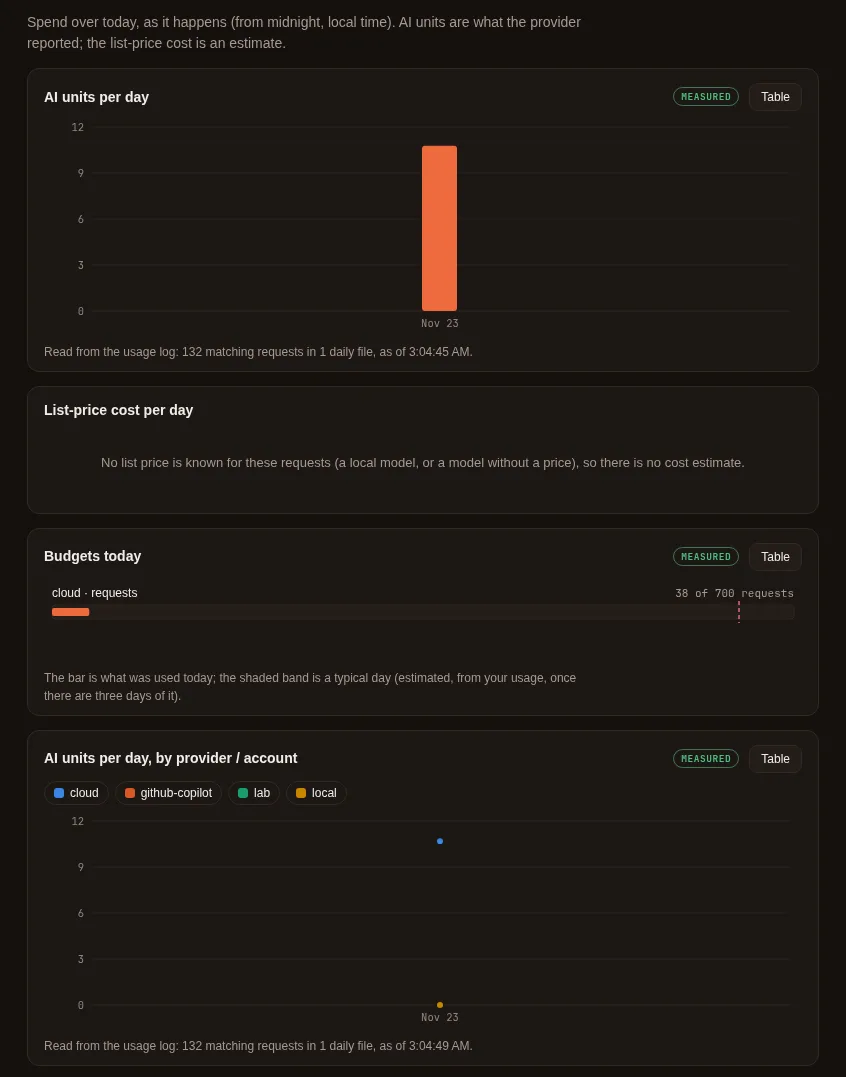 Spend over today, as it happens (from midnight, local time). AI units are what the provider
reported; the list-price cost is an estimate.
AI units per day
MEASURED
Table
12
9
6
3
0
Nov 23
Read from the usage log: 132 matching requests in 1 daily file, as of 3:04:45 AM.
List-price cost per day
No list price is known for these requests (a local model, or a model without a price), so there is no cost estimate.
Budgets today
MEASURED
Table
cloud · requests
38 of 700 requests
The bar is what was used today; the shaded band is a typical day (estimated, from your usage, once
there are three days of it).
AI units per day, by provider / account
MEASURED
Table
cloud
github-copilot
lab
local
12
9
6
3
0
Nov 23
Read from the usage log: 132 matching requests in 1 daily file, as of 3:04:49 AM.